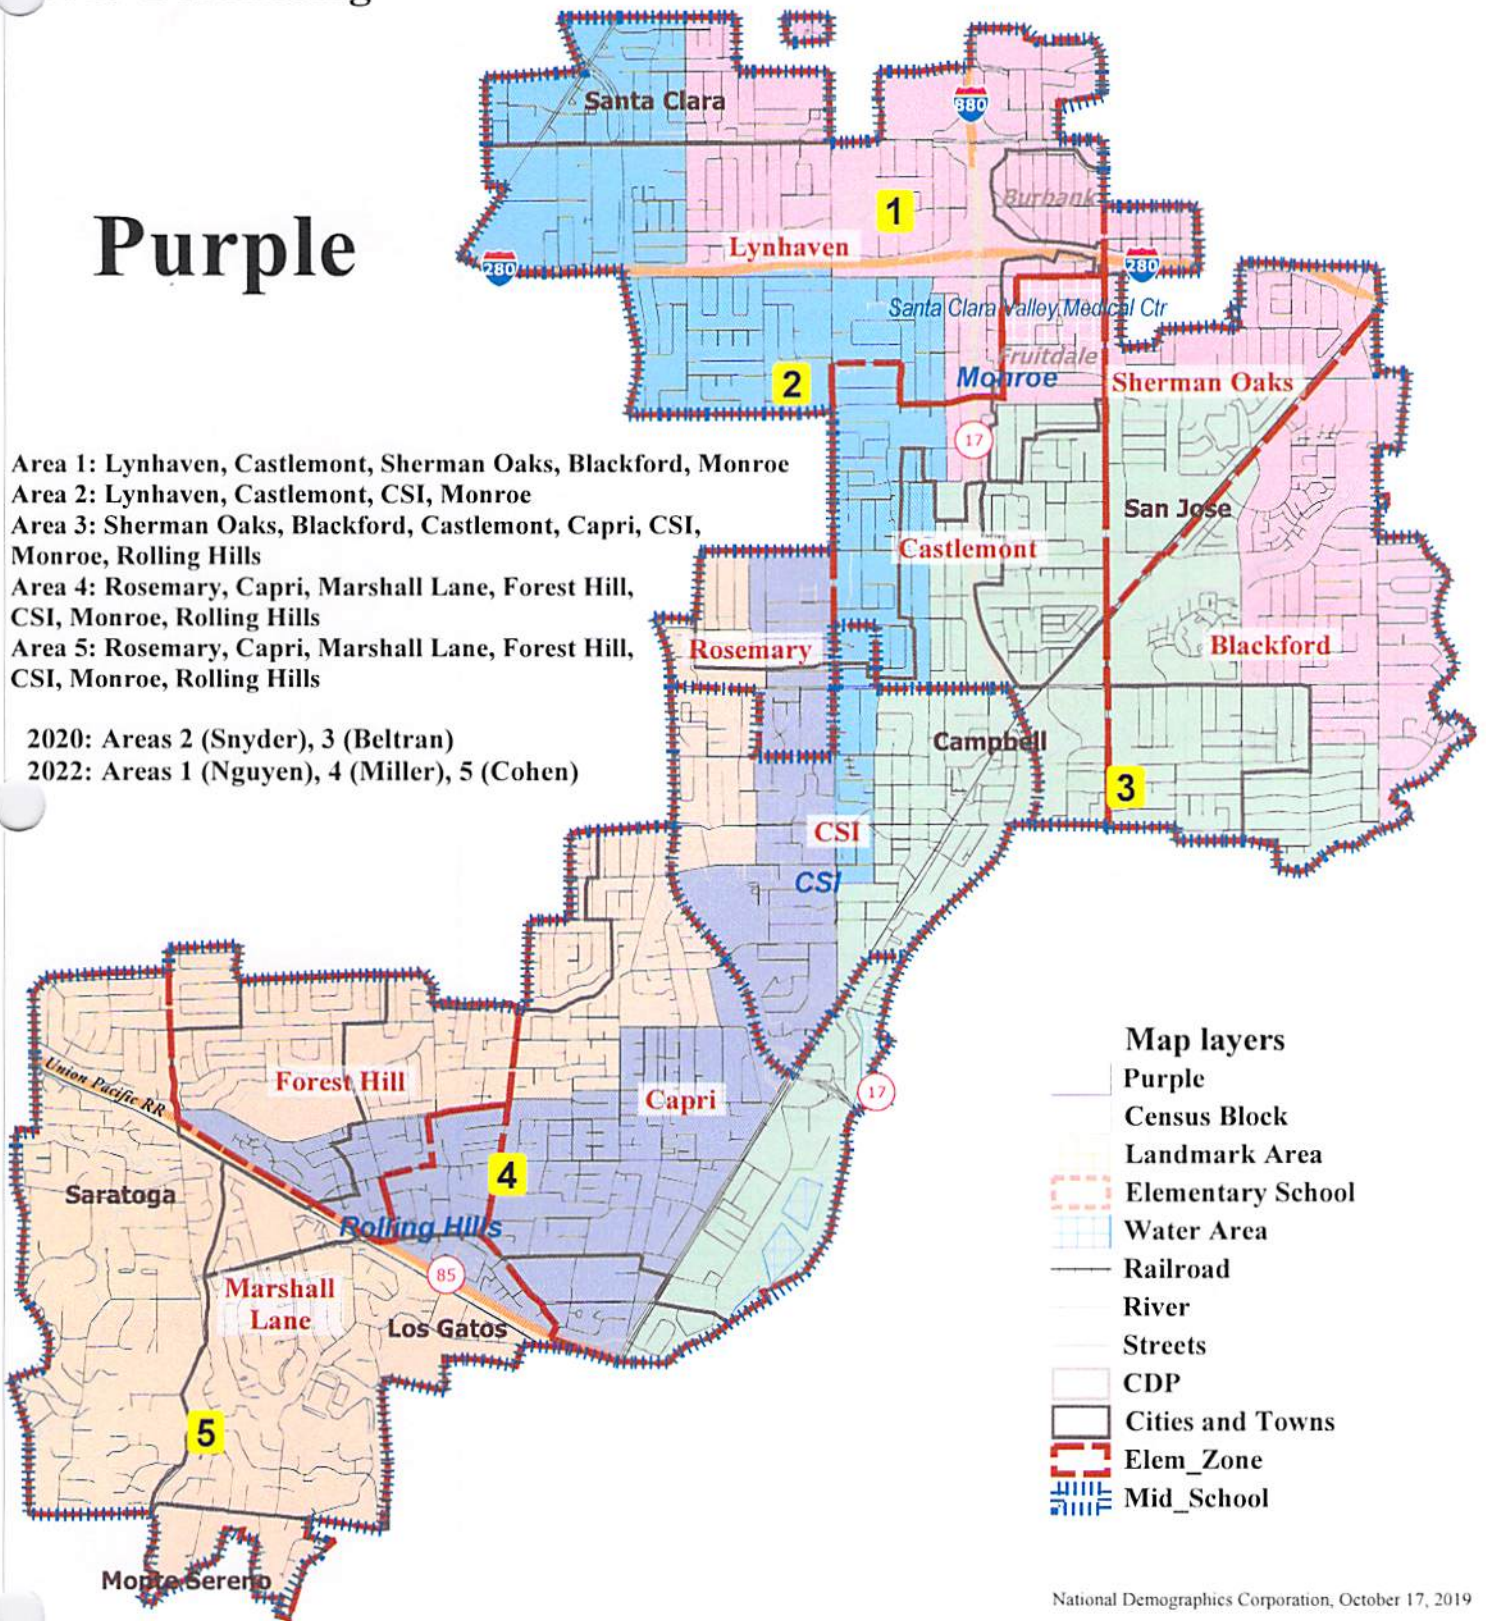 Purple
Santa Clara
880
1
Burbank
Lynhaven
280
280
Santa Clara Valley Medical Ctr
Fruitdale
2
Monroe
Sherman Oaks
17
Area 1: Lynhaven, Castlemont, Sherman Oaks, Blackford, Monroe
Area 2: Lynhaven, Castlemont, CSI, Monroe
Area 3: Sherman Oaks, Blackford, Castlemont, Capri, CSI,
Monroe, Rolling Hills
Area 4: Rosemary, Capri, Marshall Lane, Forest Hill,
CSI, Monroe, Rolling Hills
Area 5: Rosemary, Capri, Marshall Lane, Forest Hill,
CSI, Monroe, Rolling Hills
2020: Areas 2 (Snyder), 3 (Beltran)
2022: Areas 1 (Nguyen), 4 (Miller), 5 (Cohen)
San Jose
Castlemont
Rosemary
Blackford
Campbell
3
CSI
CSI
Union Pacific RR
Forest Hill
Capri
17
4
Saratoga
Rolling Hills
85
Marshall
Lane
Los Gatos
5
Monte Sereno
Map layers
Purple
Census Block
Landmark Area
Elementary School
Water Area
Railroad
River
Streets
CDP
Cities and Towns
Elem_Zone
Mid_School
National Demographics Corporation, October 17, 2019